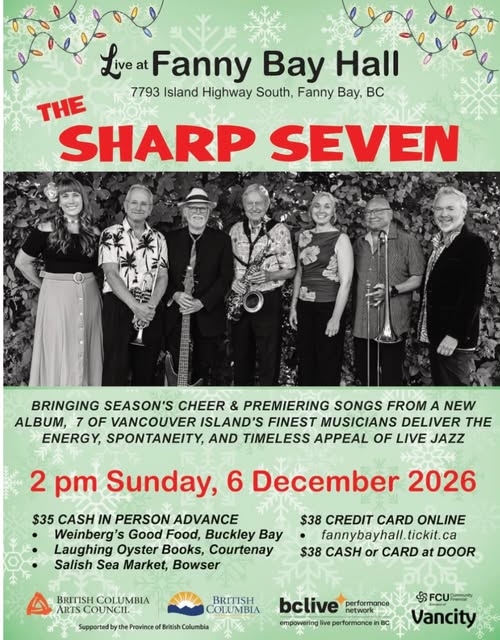 Live at Fanny Bay Hall
7793 Island Highway South, Fanny Bay, BC
THE
SHARP SEVEN
BRINGING SEASON'S CHEER & PREMIERING SONGS FROM A NEW
ALBUM, 7 OF VANCOUVER ISLAND'S FINEST MUSICIANS DELIVER THE
ENERGY, SPONTANEITY, AND TIMELESS APPEAL OF LIVE JAZZ
2 pm Sunday, 6 December 2026
$35 CASH IN PERSON ADVANCE
• Weinberg's Good Food, Buckley Bay
• Laughing Oyster Books, Courtenay
• Salish Sea Market, Bowser
$38 CREDIT CARD ONLINE
• fannybayhall.tickit.ca
$38 CASH or CARD at DOOR
BRITISH COLUMBIA
ARTS COUNCIL
BRITISH
COLUMBIA
Supported by the Province of British Columbia
bclive performance
network
empowering live performance in BC
FCU Community
Financial
Vancity